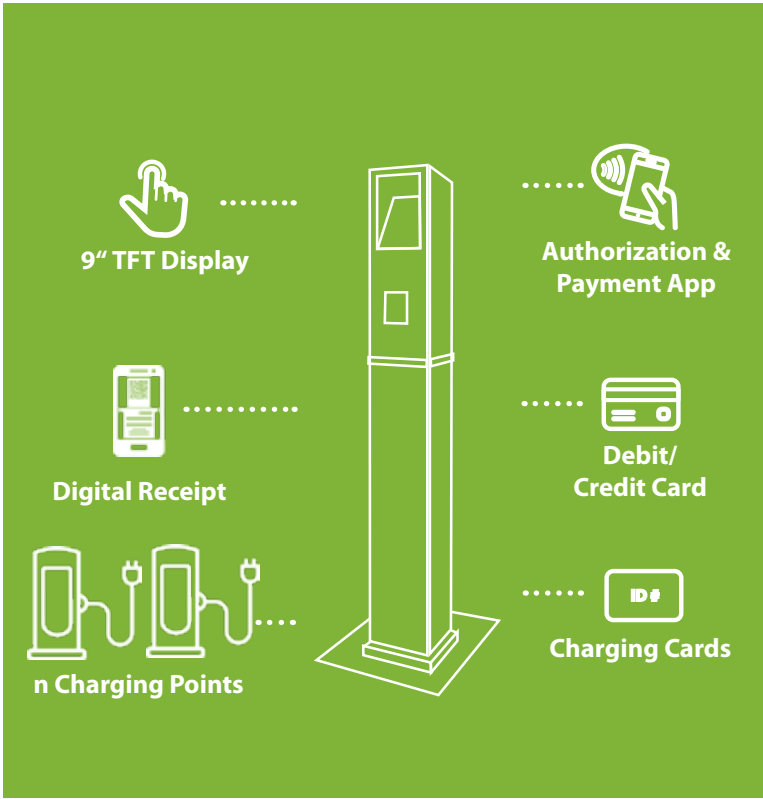 9“ TFT Display
Authorization &
Payment App
Digital Receipt
Debit/
Credit Card
n Charging Points
ID #
Charging Cards